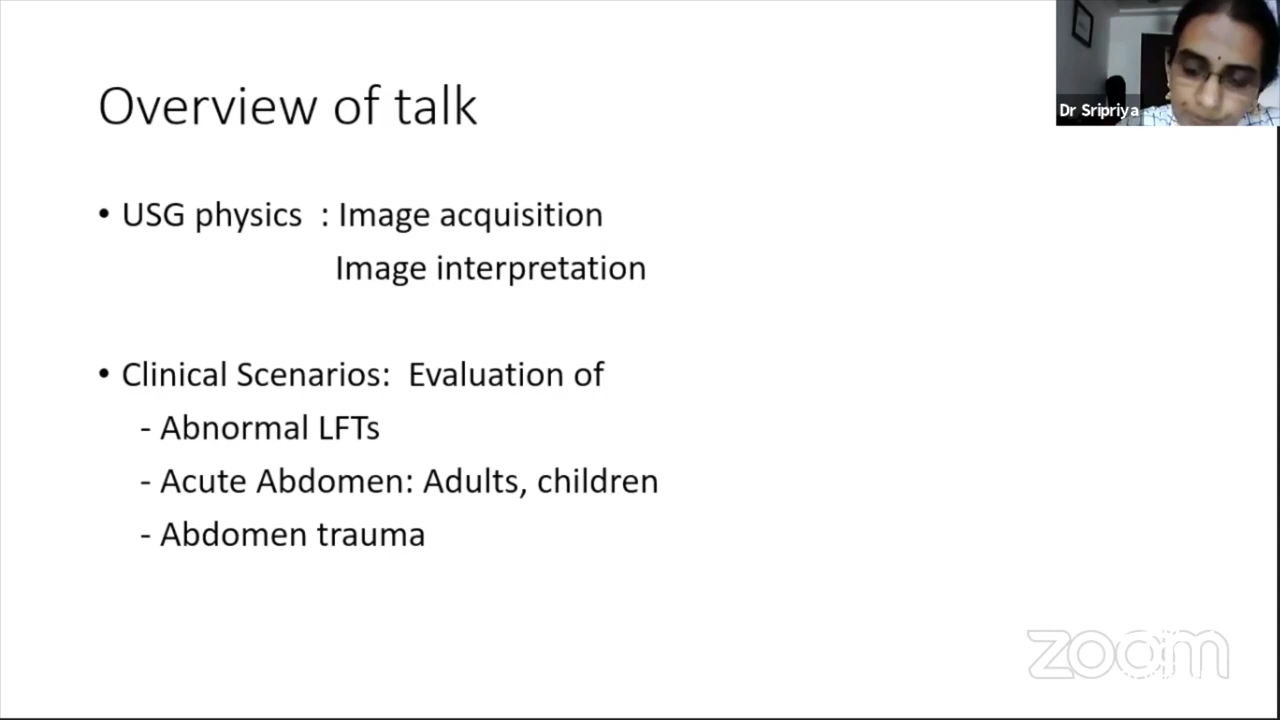 Overview of talk
Dr Sripriya
• USG physics : Image acquisition
Image interpretation
• Clinical Scenarios: Evaluation of
- Abnormal LFTs
- Acute Abdomen: Adults, children
- Abdomen trauma
zoom